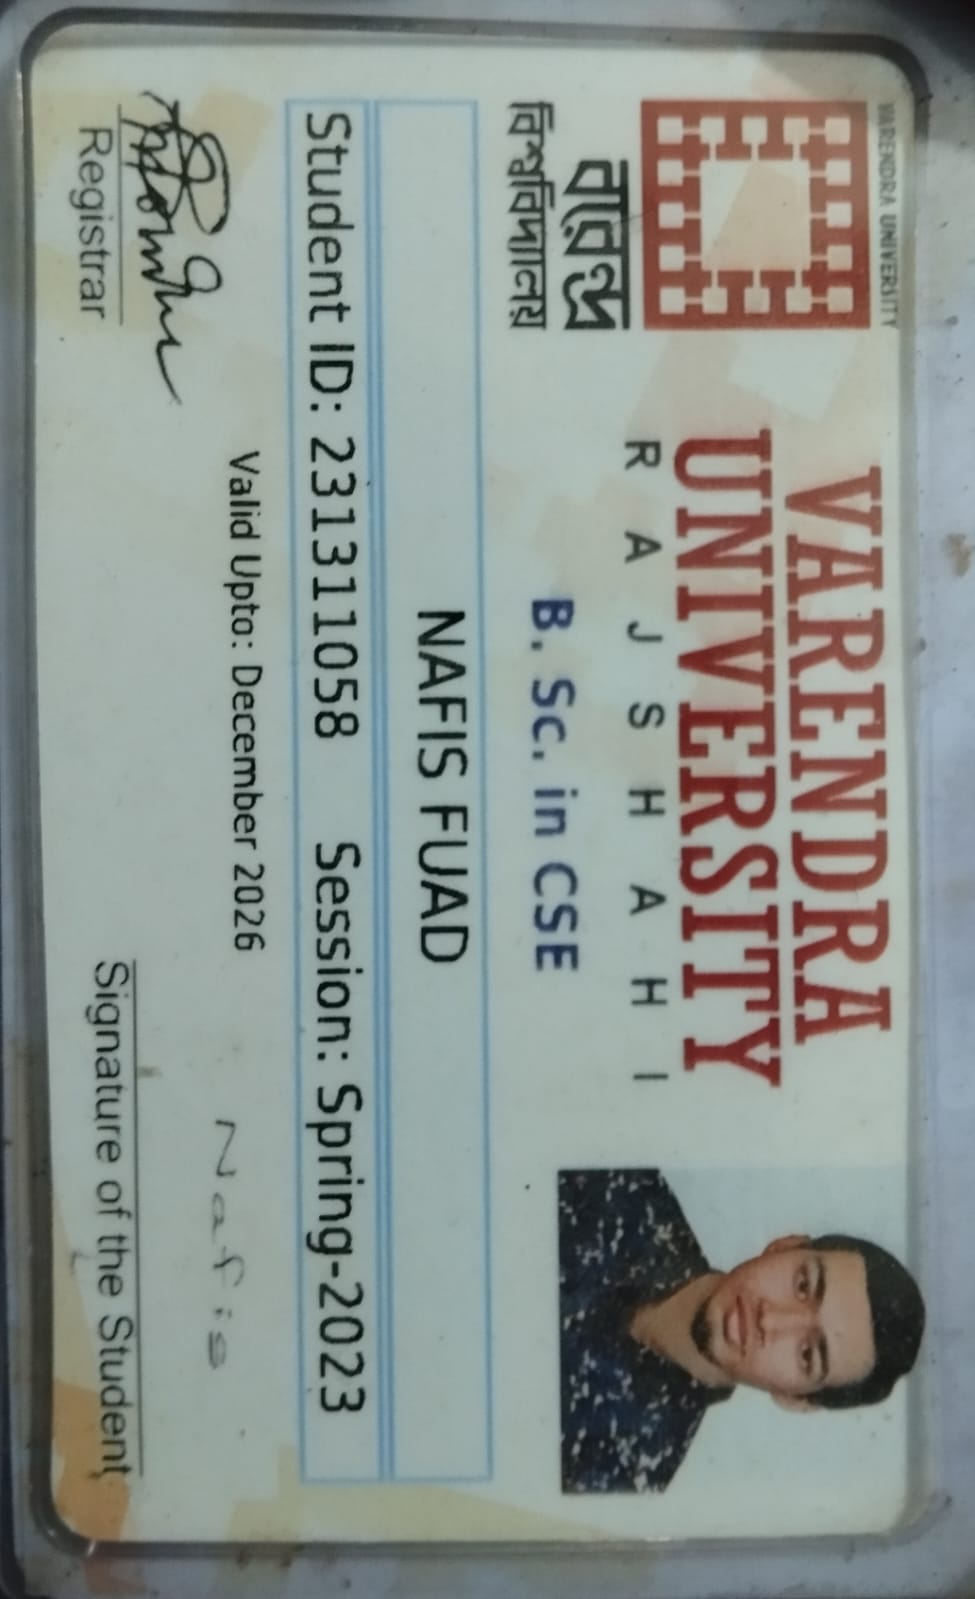 VARENDRA UNIVERSITY
বরেন্দ্র
বিশ্ববিদ্যালয়
VARENDRA
UNIVERSITY
R A J S H A H I
B. Sc. in CSE
NAFIS FUAD
Student ID: 231311058 Session: Spring-2023
Valid Upto: December 2026
Nafis
Registrar
Signature of the Student